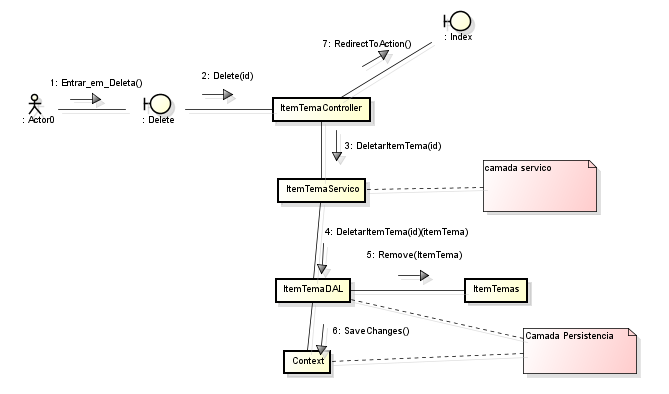 7: RedirectToAction()
: Index
1: Entrar_em_Deleta()
2: Delete(id)
: Actor0
: Delete
ItemTemaController
3: DeletarItemTema(id)
camada servico
ItemTemaServico
4: DeletarItemTema(id)(itemTema)
5: Remove(ItemTema)
ItemTemaDAL
ItemTemas
6: SaveChanges()
Camada Persistencia
Context